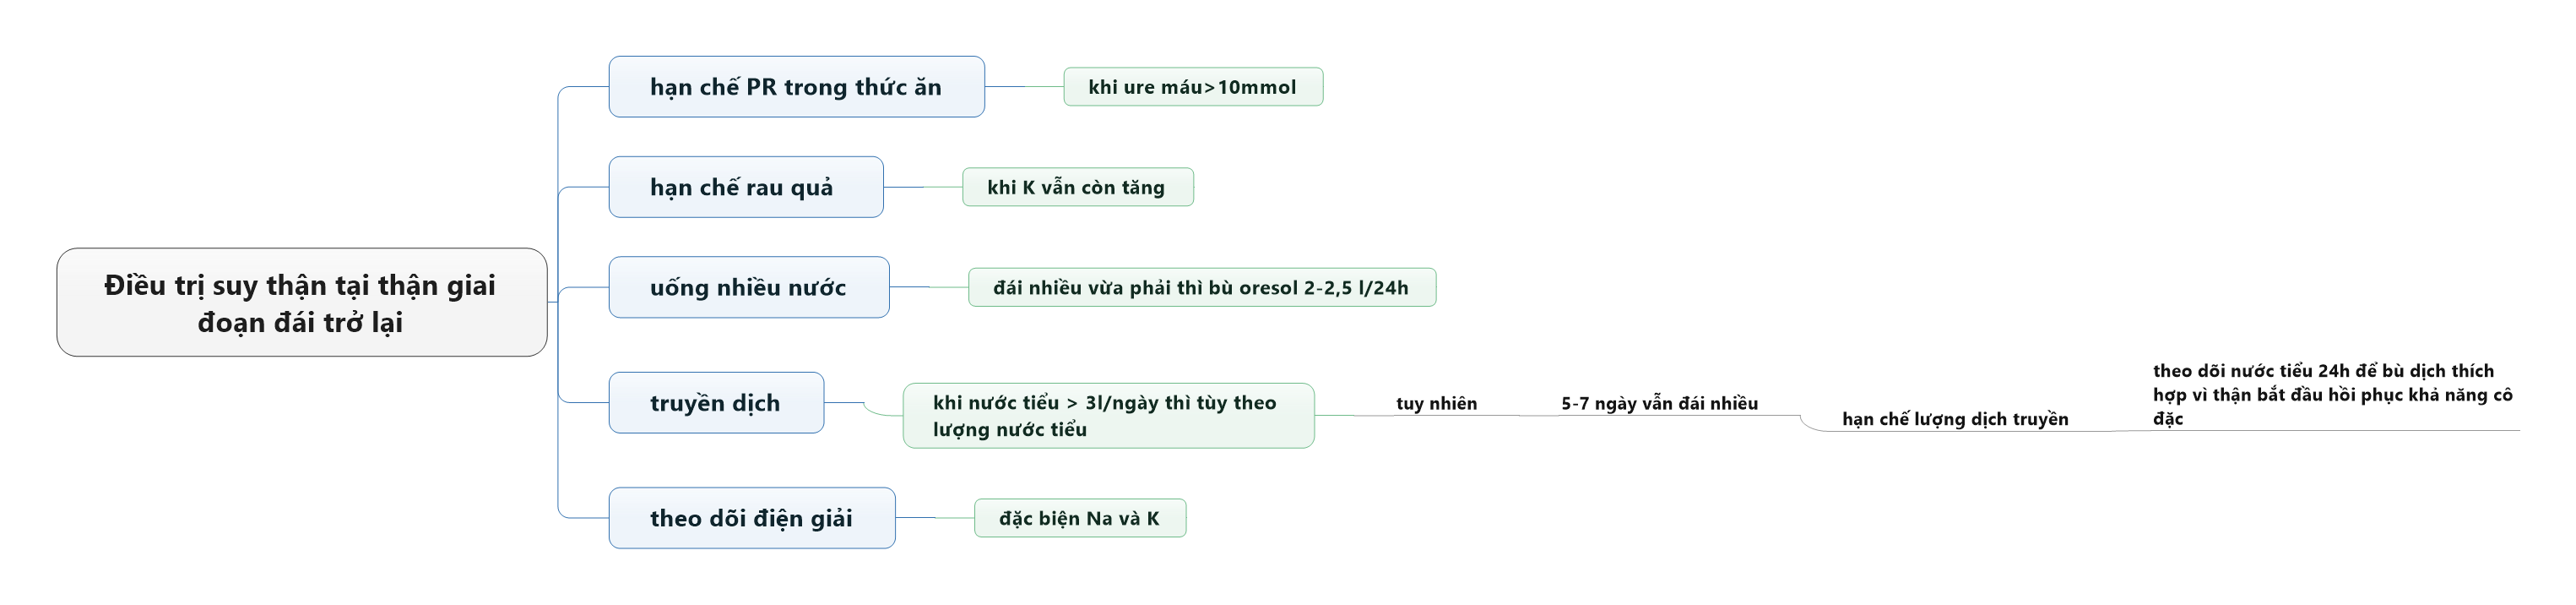 Điều trị suy thận tại thận giai
đoạn đái trở lại
hạn chế PR trong thức ăn
khi ure máu>10mmol
hạn chế rau quả
khi K vẫn còn tăng
uống nhiều nước
đái nhiều vừa phải thì bù oresol 2-2,5 l/24h
truyền dịch
khi nước tiểu > 3l/ngày thì tùy theo
lượng nước tiểu
tuy nhiên
5-7 ngày vẫn đái nhiều
hạn chế lượng dịch truyền
theo dõi nước tiểu 24h để bù dịch thích
hợp vì thận bắt đầu hồi phục khả năng cô
đặc
theo dõi điện giải
đặc biện Na và K